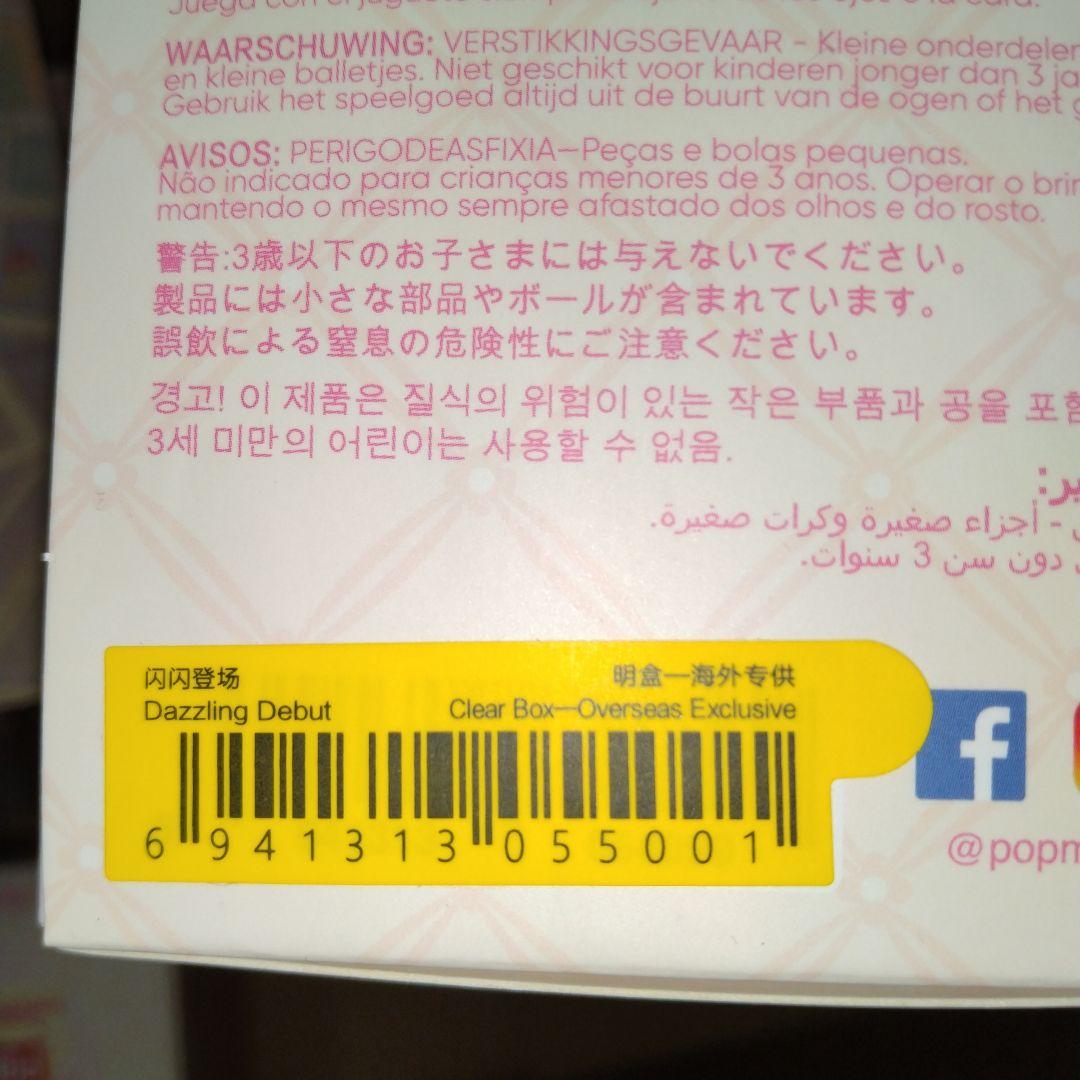 Juega con el juguete
WAARSCHUWING: VERSTIKKINGSGEVAAR - Kleine onderdelen
en kleine balletjes. Niet geschikt voor kinderen jonger dan 3 ja
Gebruik het speelgoed altijd uit de buurt van de ogen of het g
AVISOS: PERIGODEASFIXIA—Peças e bolas pequenas.
Não indicado para crianças menores de 3 anos. Operar o brin
mantendo o mesmo sempre afastado dos olhos e do rosto.
警告:3歳以下のお子さまには与えないでください。
製品には小さな部品やボールが含まれています。
誤飲による窒息の危険性にご注意ください。
경고! 이 제품은 질식의 위험이 있는 작은 부품과 공을 포함
3세 미만의 어린이는 사용할 수 없음.
ير:
- أجزاء صغيرة وكرات صغيرة.
دون سن 3 سنوات.
闪闪登场 明盒—海外专供
Dazzling Debut Clear Box—Overseas Exclusive
6 941313 055001
f
@popm